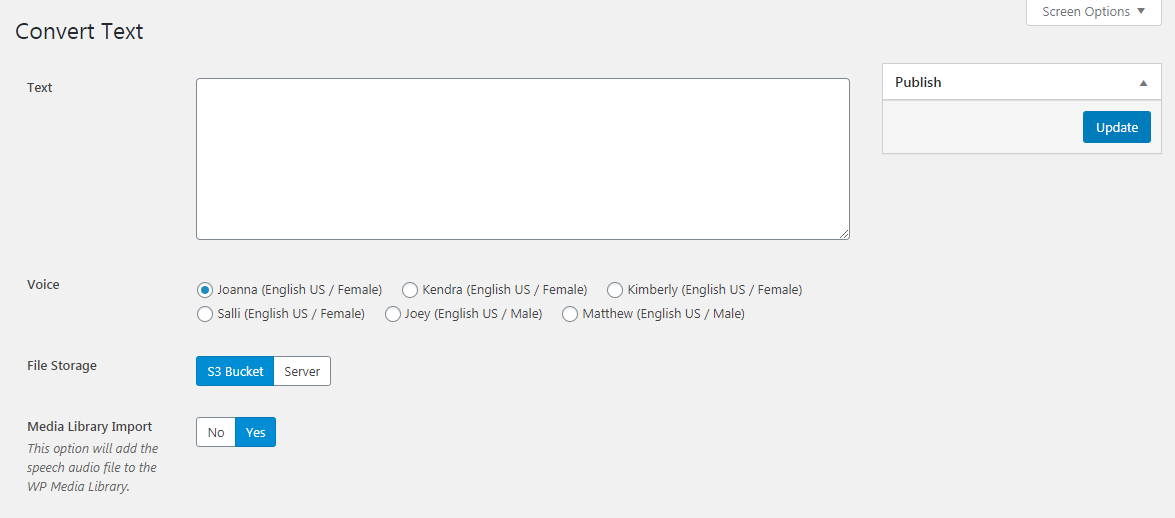 Screen Options
Convert Text
Text
Publish
Update
Voice
Joanna (English US / Female) Kendra (English US / Female) Kimberly (English US / Female)
Salli (English US / Female) Joey (English US / Male) Matthew (English US / Male)
File Storage
S3 Bucket Server
Media Library Import
No Yes
This option will add the
speech audio file to the
WP Media Library.